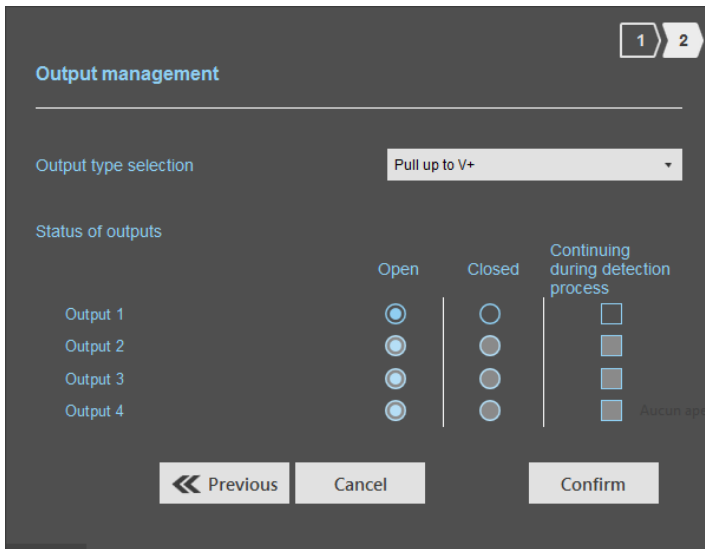 1 2
Output management
Output type selection
Pull up to V+
Status of outputs
Open
Closed
Continuing
during detection
process
Output 1
Output 2
Output 3
Output 4
Aucun ape
Previous
Cancel
Confirm